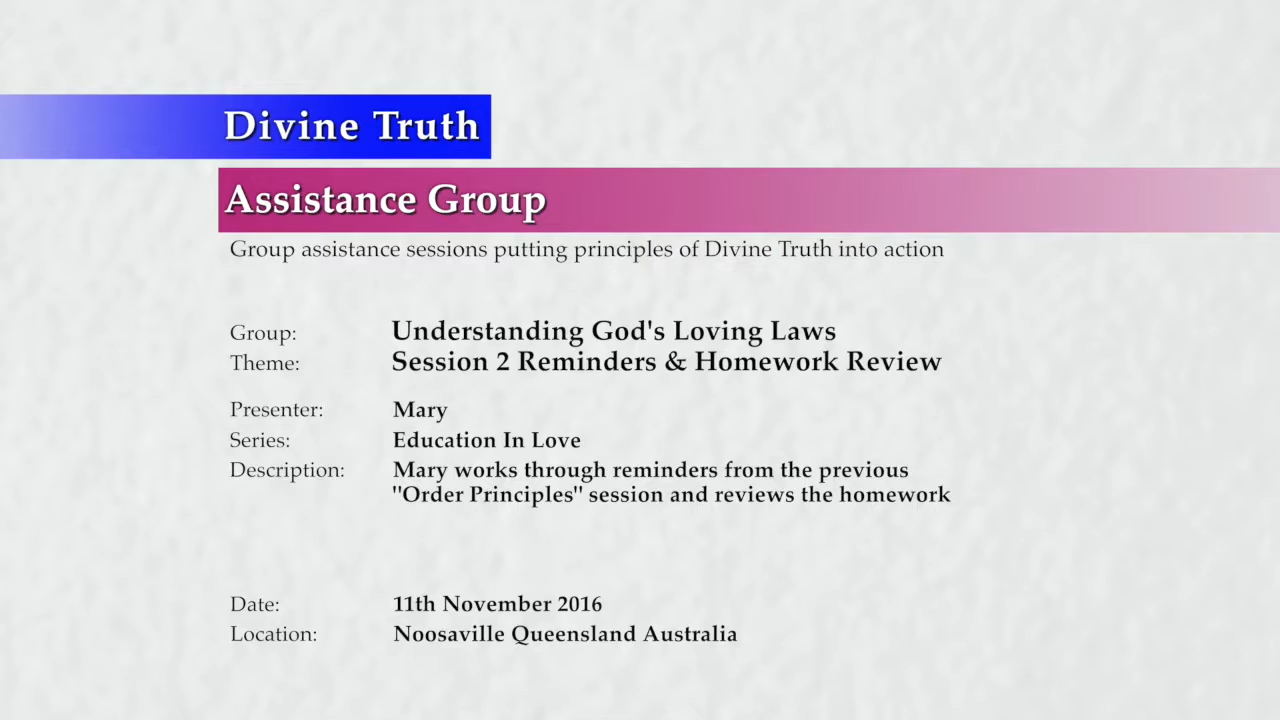 Divine Truth
Assistance Group
Group assistance sessions putting principles of Divine Truth into action
Group: Understanding God's Loving Laws
Theme: Session 2 Reminders & Homework Review
Presenter: Mary
Series: Education In Love
Description: Mary works through reminders from the previous
"Order Principles" session and reviews the homework
Date: 11th November 2016
Location: Noosaville Queensland Australia